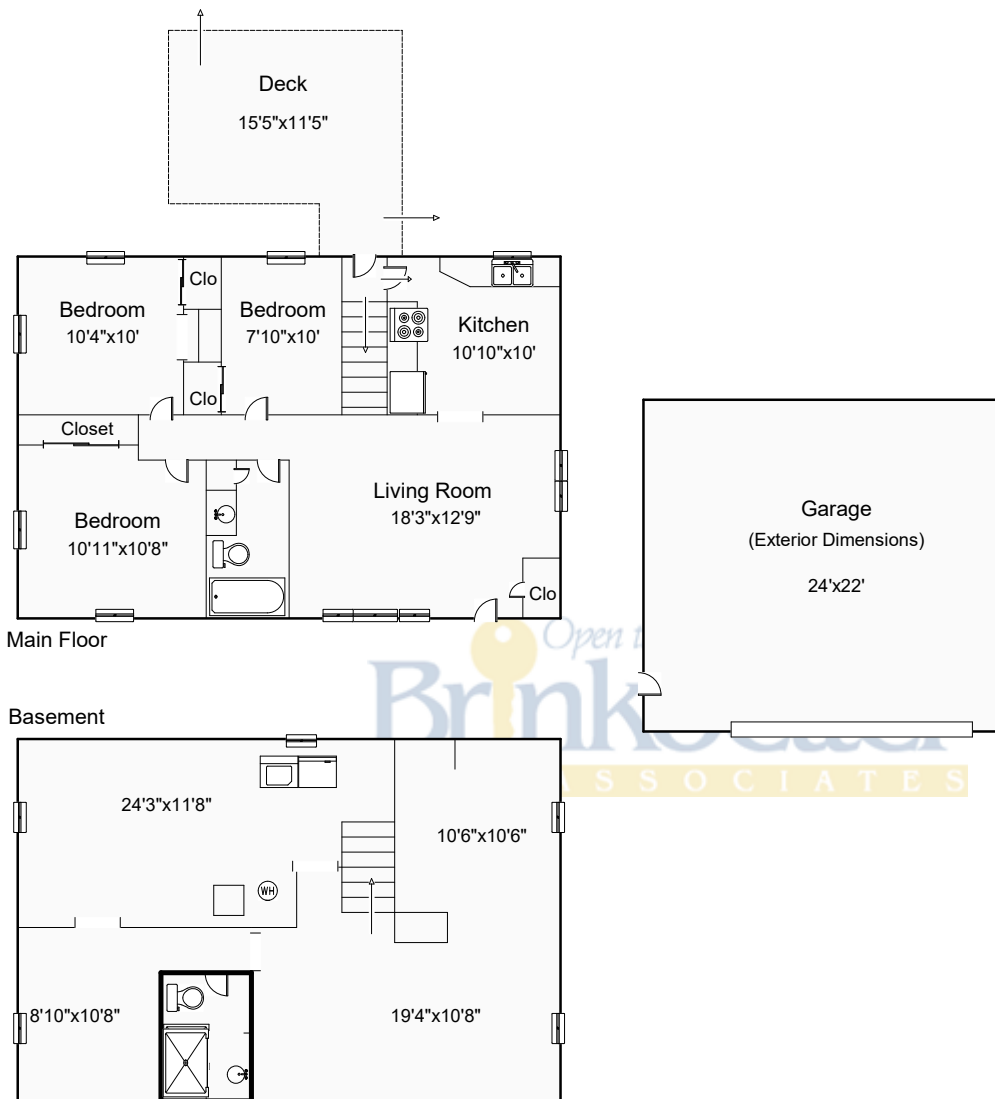 Deck
15'5"x11'5"
Clo
Bedroom
10'4"x10'
Bedroom
7'10"x10'
Kitchen
10'10"x10'
Clo
Closet
Living Room
18'3"x12'9"
Bedroom
10'11"x10'8"
Clo
Main Floor
Garage
(Exterior Dimensions)
24'x22'
Open t
Brink
ASSOCIATES
Basement
24'3"x11'8"
10'6"x10'6"
WH
8'10"x10'8"
19'4"x10'8"